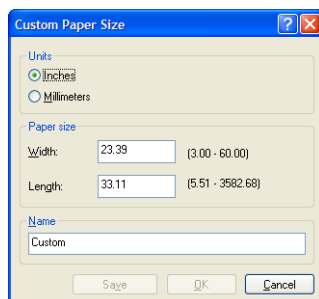 Custom Paper Size
Units
Inches
Millimeters
Paper size
Width: 23.39 (3.00 - 60.00)
Length: 33.11 (5.51 - 3582.68)
Name
Custom
Save OK Cancel